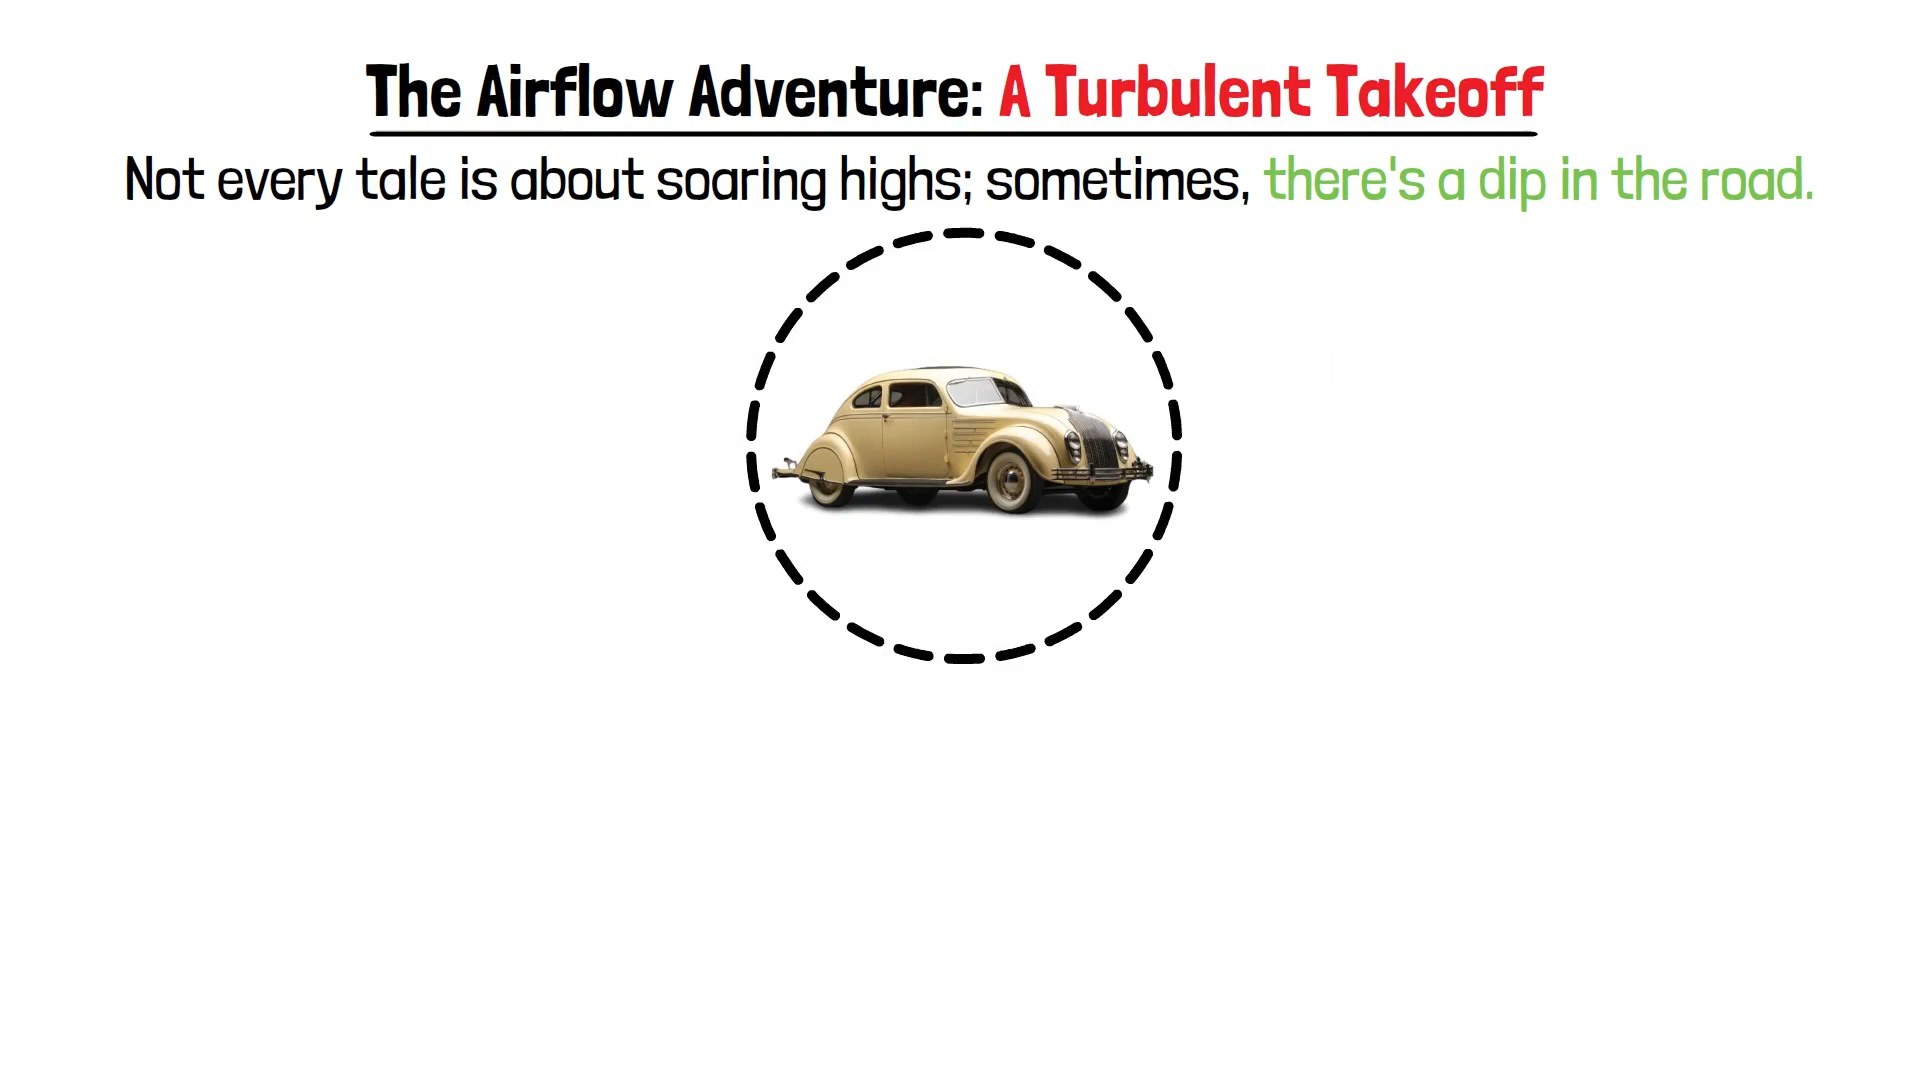 The Airflow Adventure: A Turbulent Takeoff
Not every tale is about soaring highs; sometimes, there's a dip in the road.